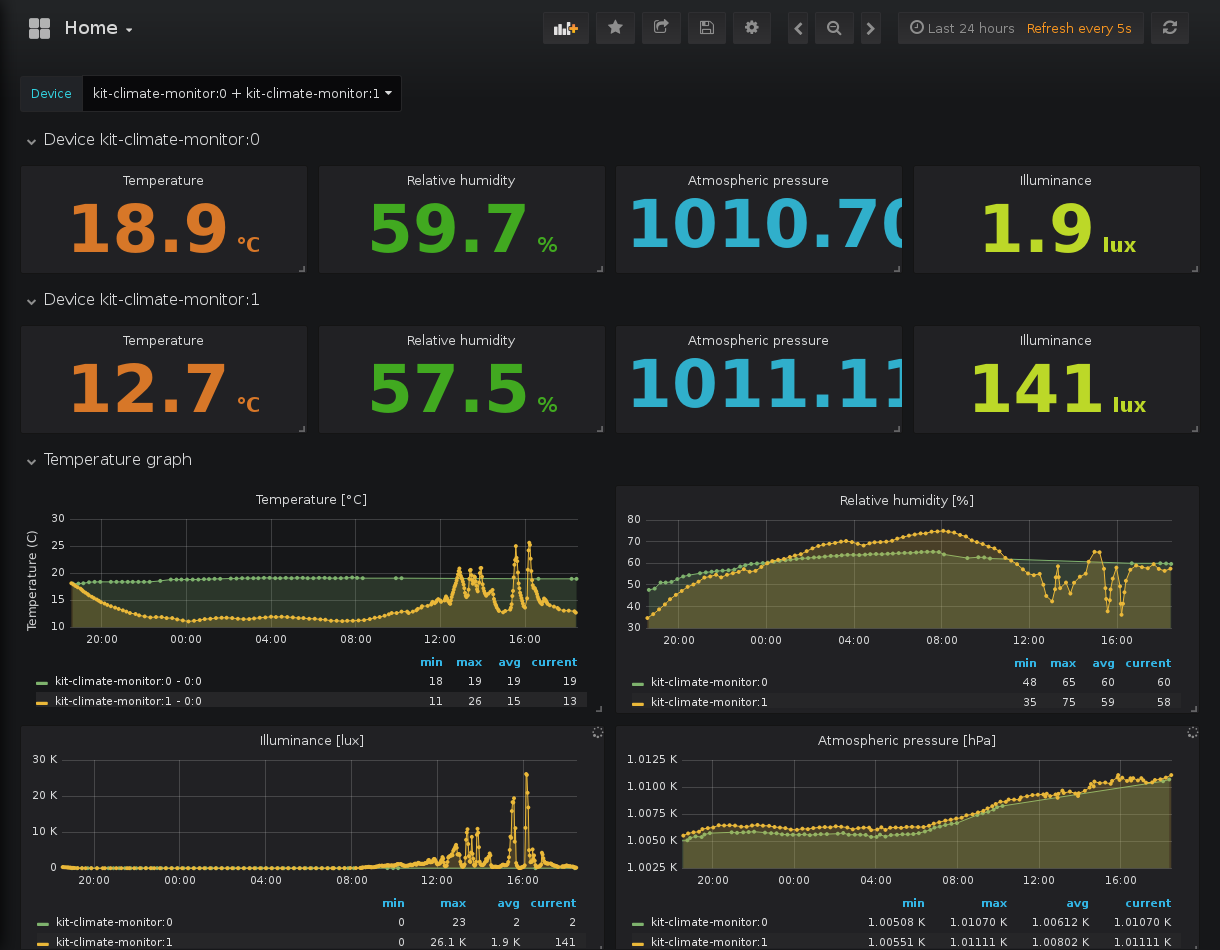 Home
Last 24 hours Refresh every 5s
Device kit-climate-monitor:0 + kit-climate-monitor:1
Device kit-climate-monitor:0
Temperature Relative humidity Atmospheric pressure Illuminance
18.9 °C 59.7 % 1010.70 1.9 lux
Device kit-climate-monitor:1
Temperature Relative humidity Atmospheric pressure Illuminance
12.7 °C 57.5 % 1011.11 141 lux
Temperature graph
Temperature [°C]
Temperature (C)
30
25
20
15
10
20:00 00:00 04:00 08:00 12:00 16:00
min max avg current
kit-climate-monitor:0 - 0:0 18 19 19 19
kit-climate-monitor:1 - 0:0 11 26 15 13
Relative humidity [%]
80
70
60
50
40
30
20:00 00:00 04:00 08:00 12:00 16:00
min max avg current
kit-climate-monitor:0 48 65 60 60
kit-climate-monitor:1 35 75 59 58
Illuminance [lux]
30 K
20 K
10 K
0
20:00 00:00 04:00 08:00 12:00 16:00
min max avg current
kit-climate-monitor:0 0 23 2 2
kit-climate-monitor:1 0 26.1 K 1.9 K 141
Atmospheric pressure [hPa]
1.0125 K
1.0100 K
1.0075 K
1.0050 K
1.0025 K
20:00 00:00 04:00 08:00 12:00 16:00
min max avg current
kit-climate-monitor:0 1.00508 K 1.01070 K 1.00612 K 1.01070 K
kit-climate-monitor:1 1.00551 K 1.01111 K 1.00802 K 1.01111 K